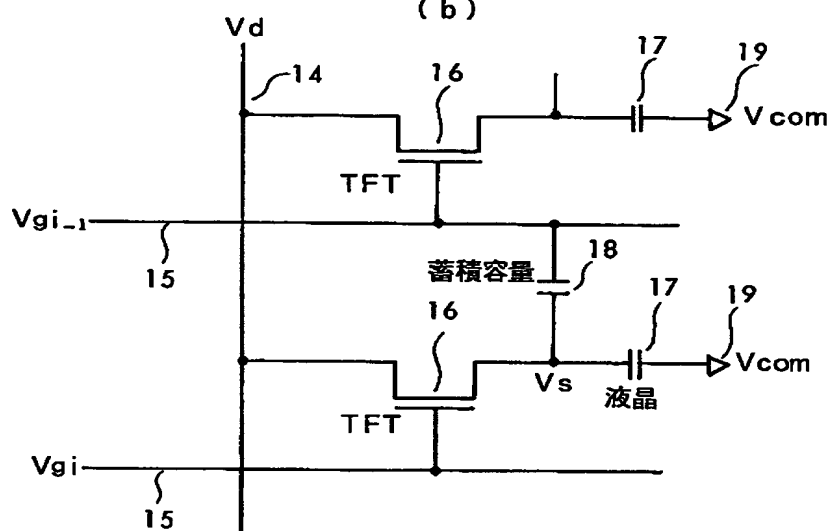 (b)
Vd
14
16
17
19
Vcom
TFT
Vgi-1
15
蓄積容量
18
16
17
19
Vcom
Vs
液晶
TFT
Vgi
15